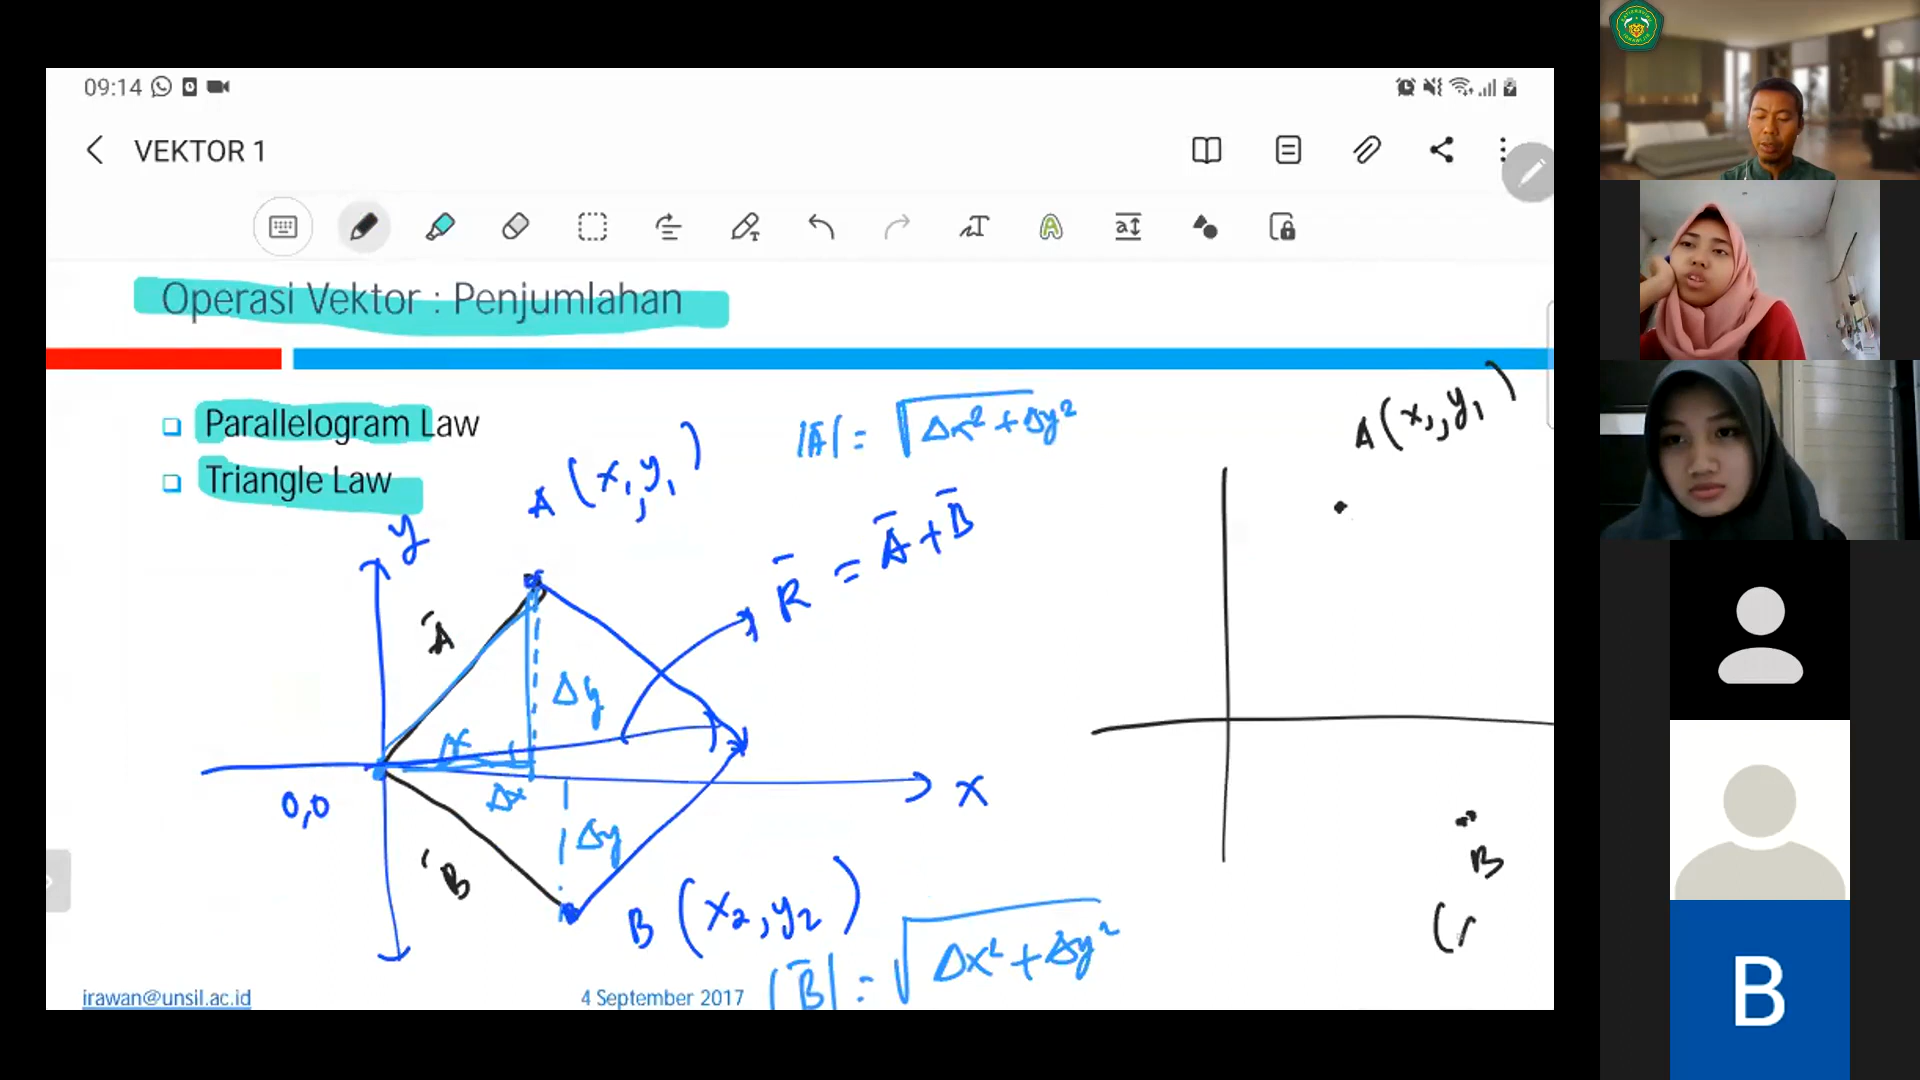 09:14
VEKTOR 1
Operasi Vektor : Penjumlahan
Parallelogram Law
Triangle Law
A (x₁, y₁)
|A̅| = √Δx² + Δy²
A (x₁, y₁)
y
R̅ = A̅ + B̅
A̅
Δy
Δx
Δx
0,0
x
Δy
B̅
B (x₂, y₂)
B
(
|B̅| = √Δx² + Δy²
irawan@unsil.ac.id
4 September 2017
B